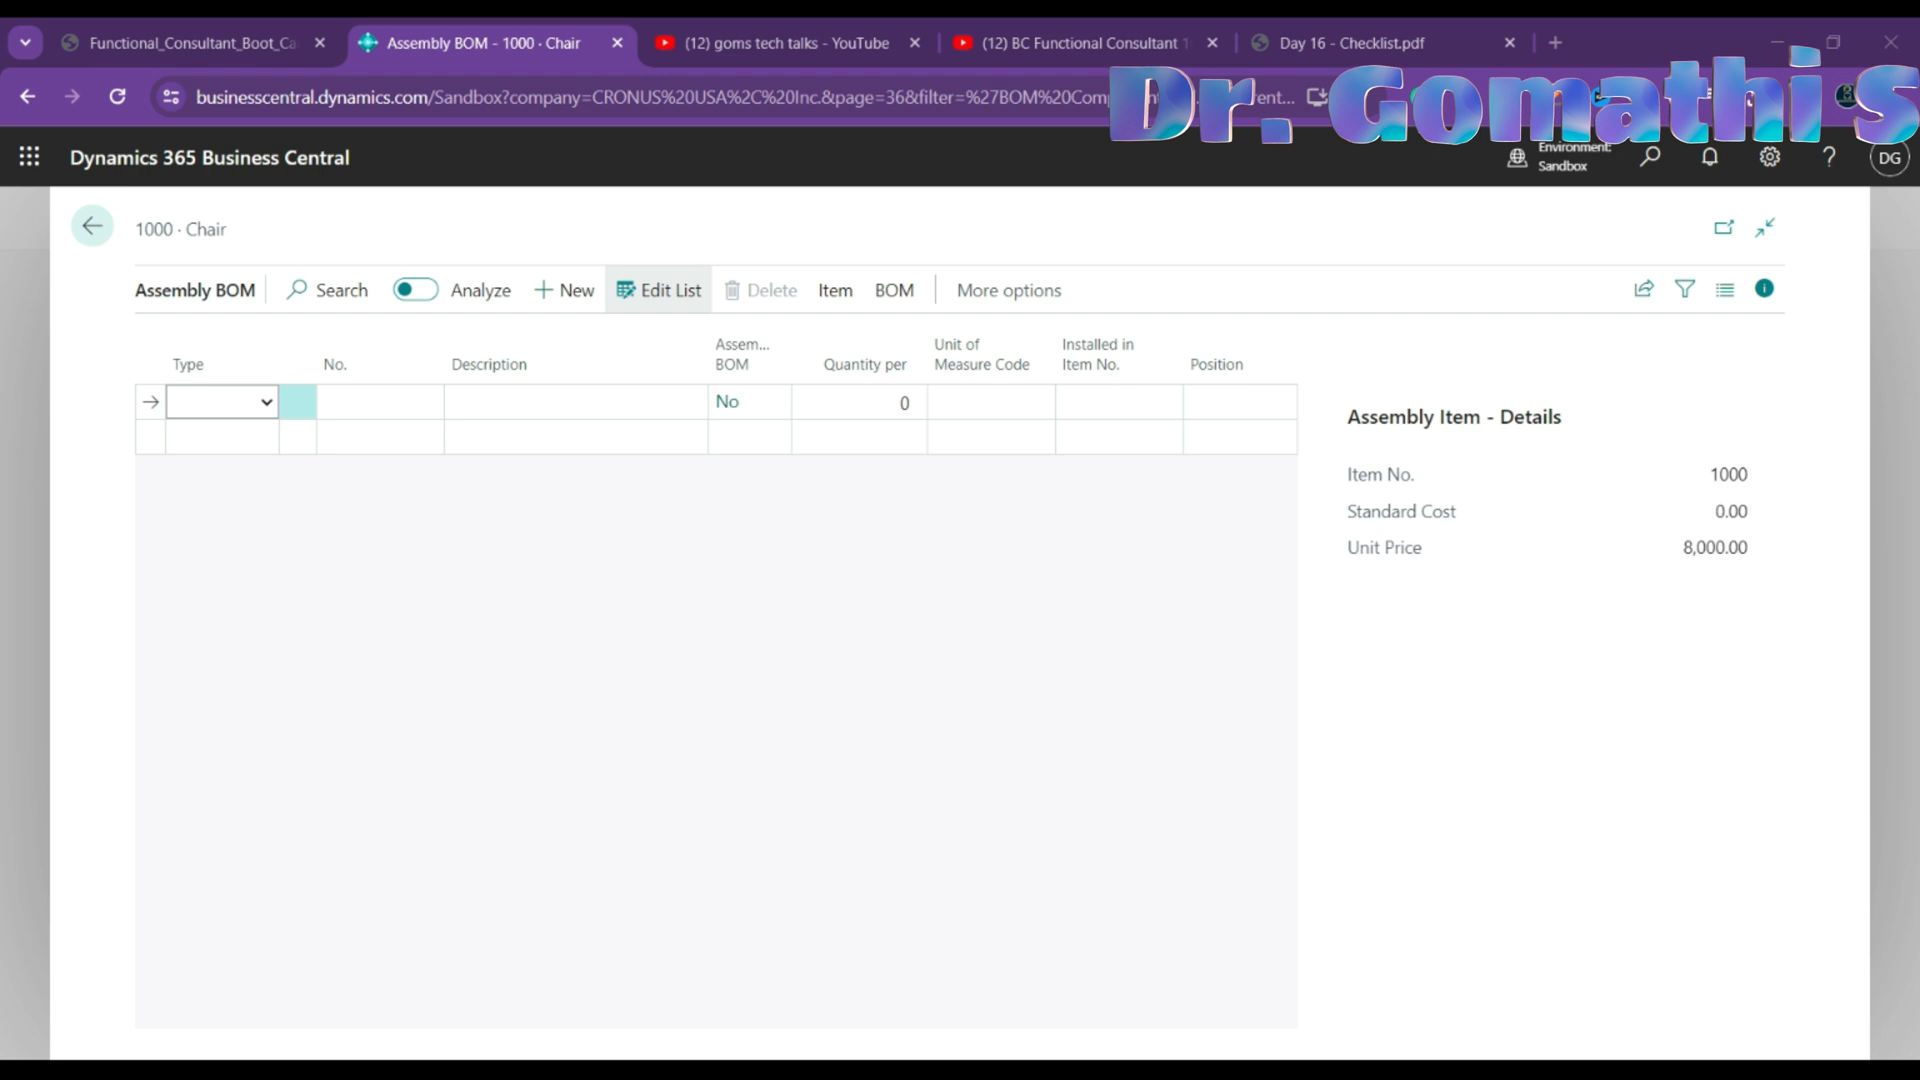 Functional_Consultant_Boot_Ca
Assembly BOM - 1000 · Chair
(12) goms tech talks - YouTube
(12) BC Functional Consultant 1
Day 16 - Checklist.pdf
businesscentral.dynamics.com/Sandbox?company=CRONUS%20USA%2C%20Inc.&page=36&filter=%27BOM%20Comp
Dr. Gomathi S
Dynamics 365 Business Central
Environment:
Sandbox
DG
1000 · Chair
Assembly BOM
Search
Analyze
New
Edit List
Delete
Item
BOM
More options
Type
No.
Description
Assem...
BOM
Quantity per
Unit of
Measure Code
Installed in
Item No.
Position
No
0
Assembly Item - Details
Item No. 1000
Standard Cost 0.00
Unit Price 8,000.00